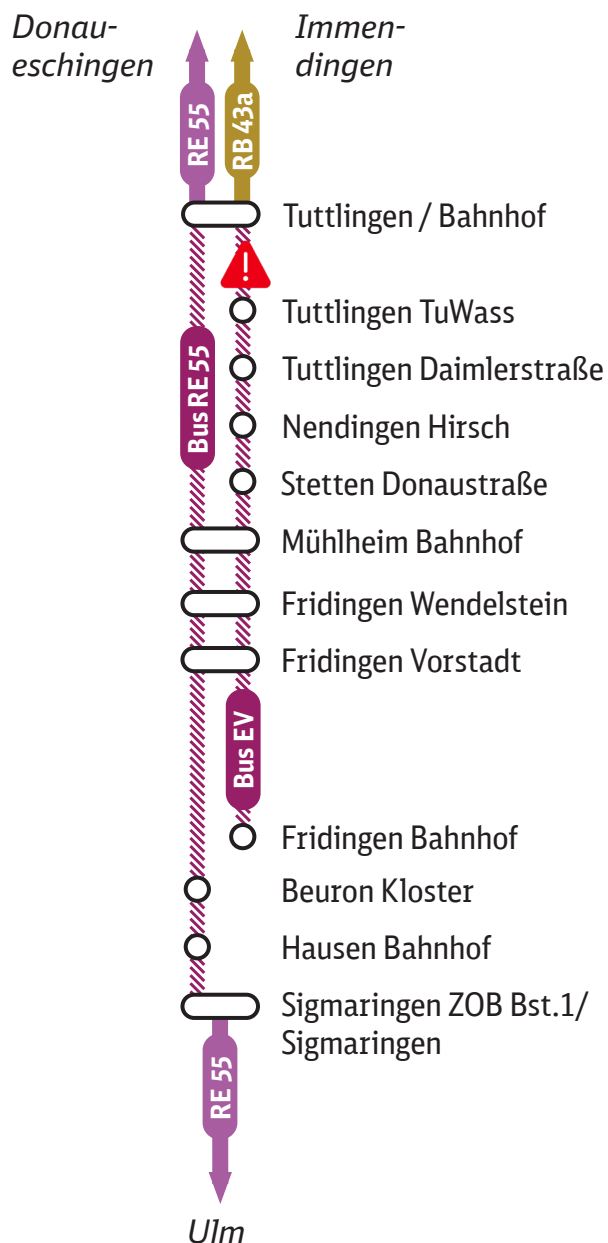 Donau-
eschingen
Immen-
dingen
RE 55
RB 43a
Tuttlingen / Bahnhof
!
Tuttlingen TuWass
Tuttlingen Daimlerstraße
Bus RE 55
Nendingen Hirsch
Stetten Donaustraße
Mühlheim Bahnhof
Fridingen Wendelstein
Fridingen Vorstadt
Bus EV
Fridingen Bahnhof
Beuron Kloster
Hausen Bahnhof
Sigmaringen ZOB Bst.1/
Sigmaringen
RE 55
Ulm